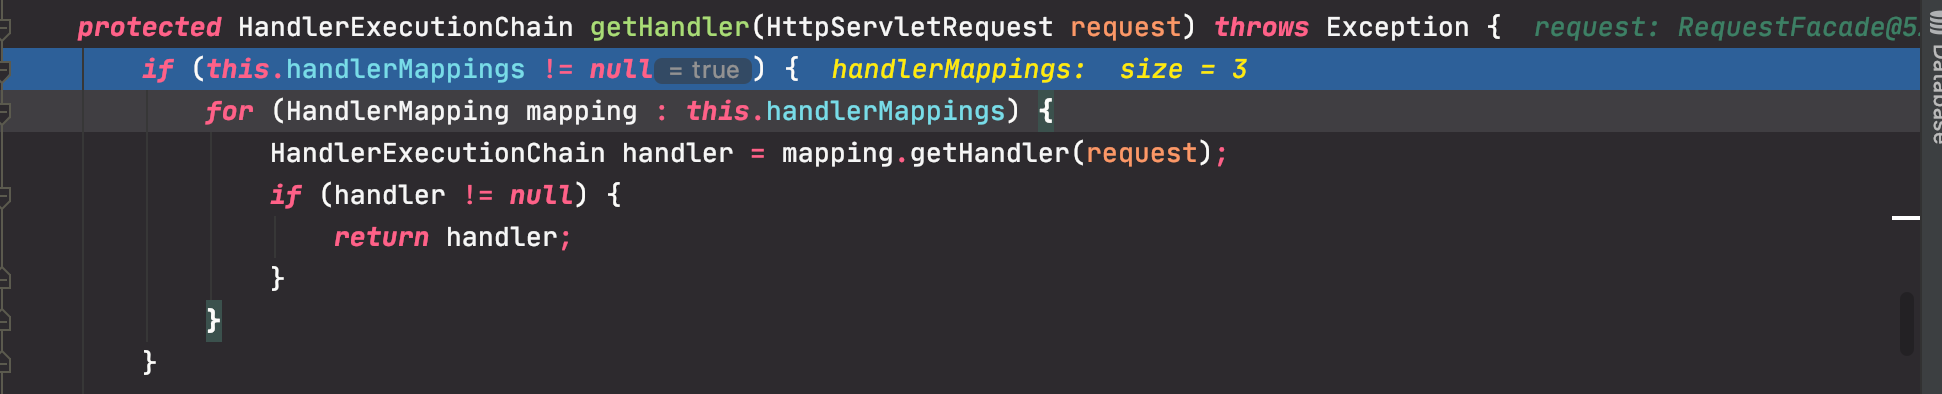 protected HandlerExecutionChain getHandler(HttpServletRequest request) throws Exception {  request: RequestFacade@5
if (this.handlerMappings != null = true ) {  handlerMappings:  size = 3
for (HandlerMapping mapping : this.handlerMappings) {
HandlerExecutionChain handler = mapping.getHandler(request);
if (handler != null) {
return handler;
}
}
}
Database